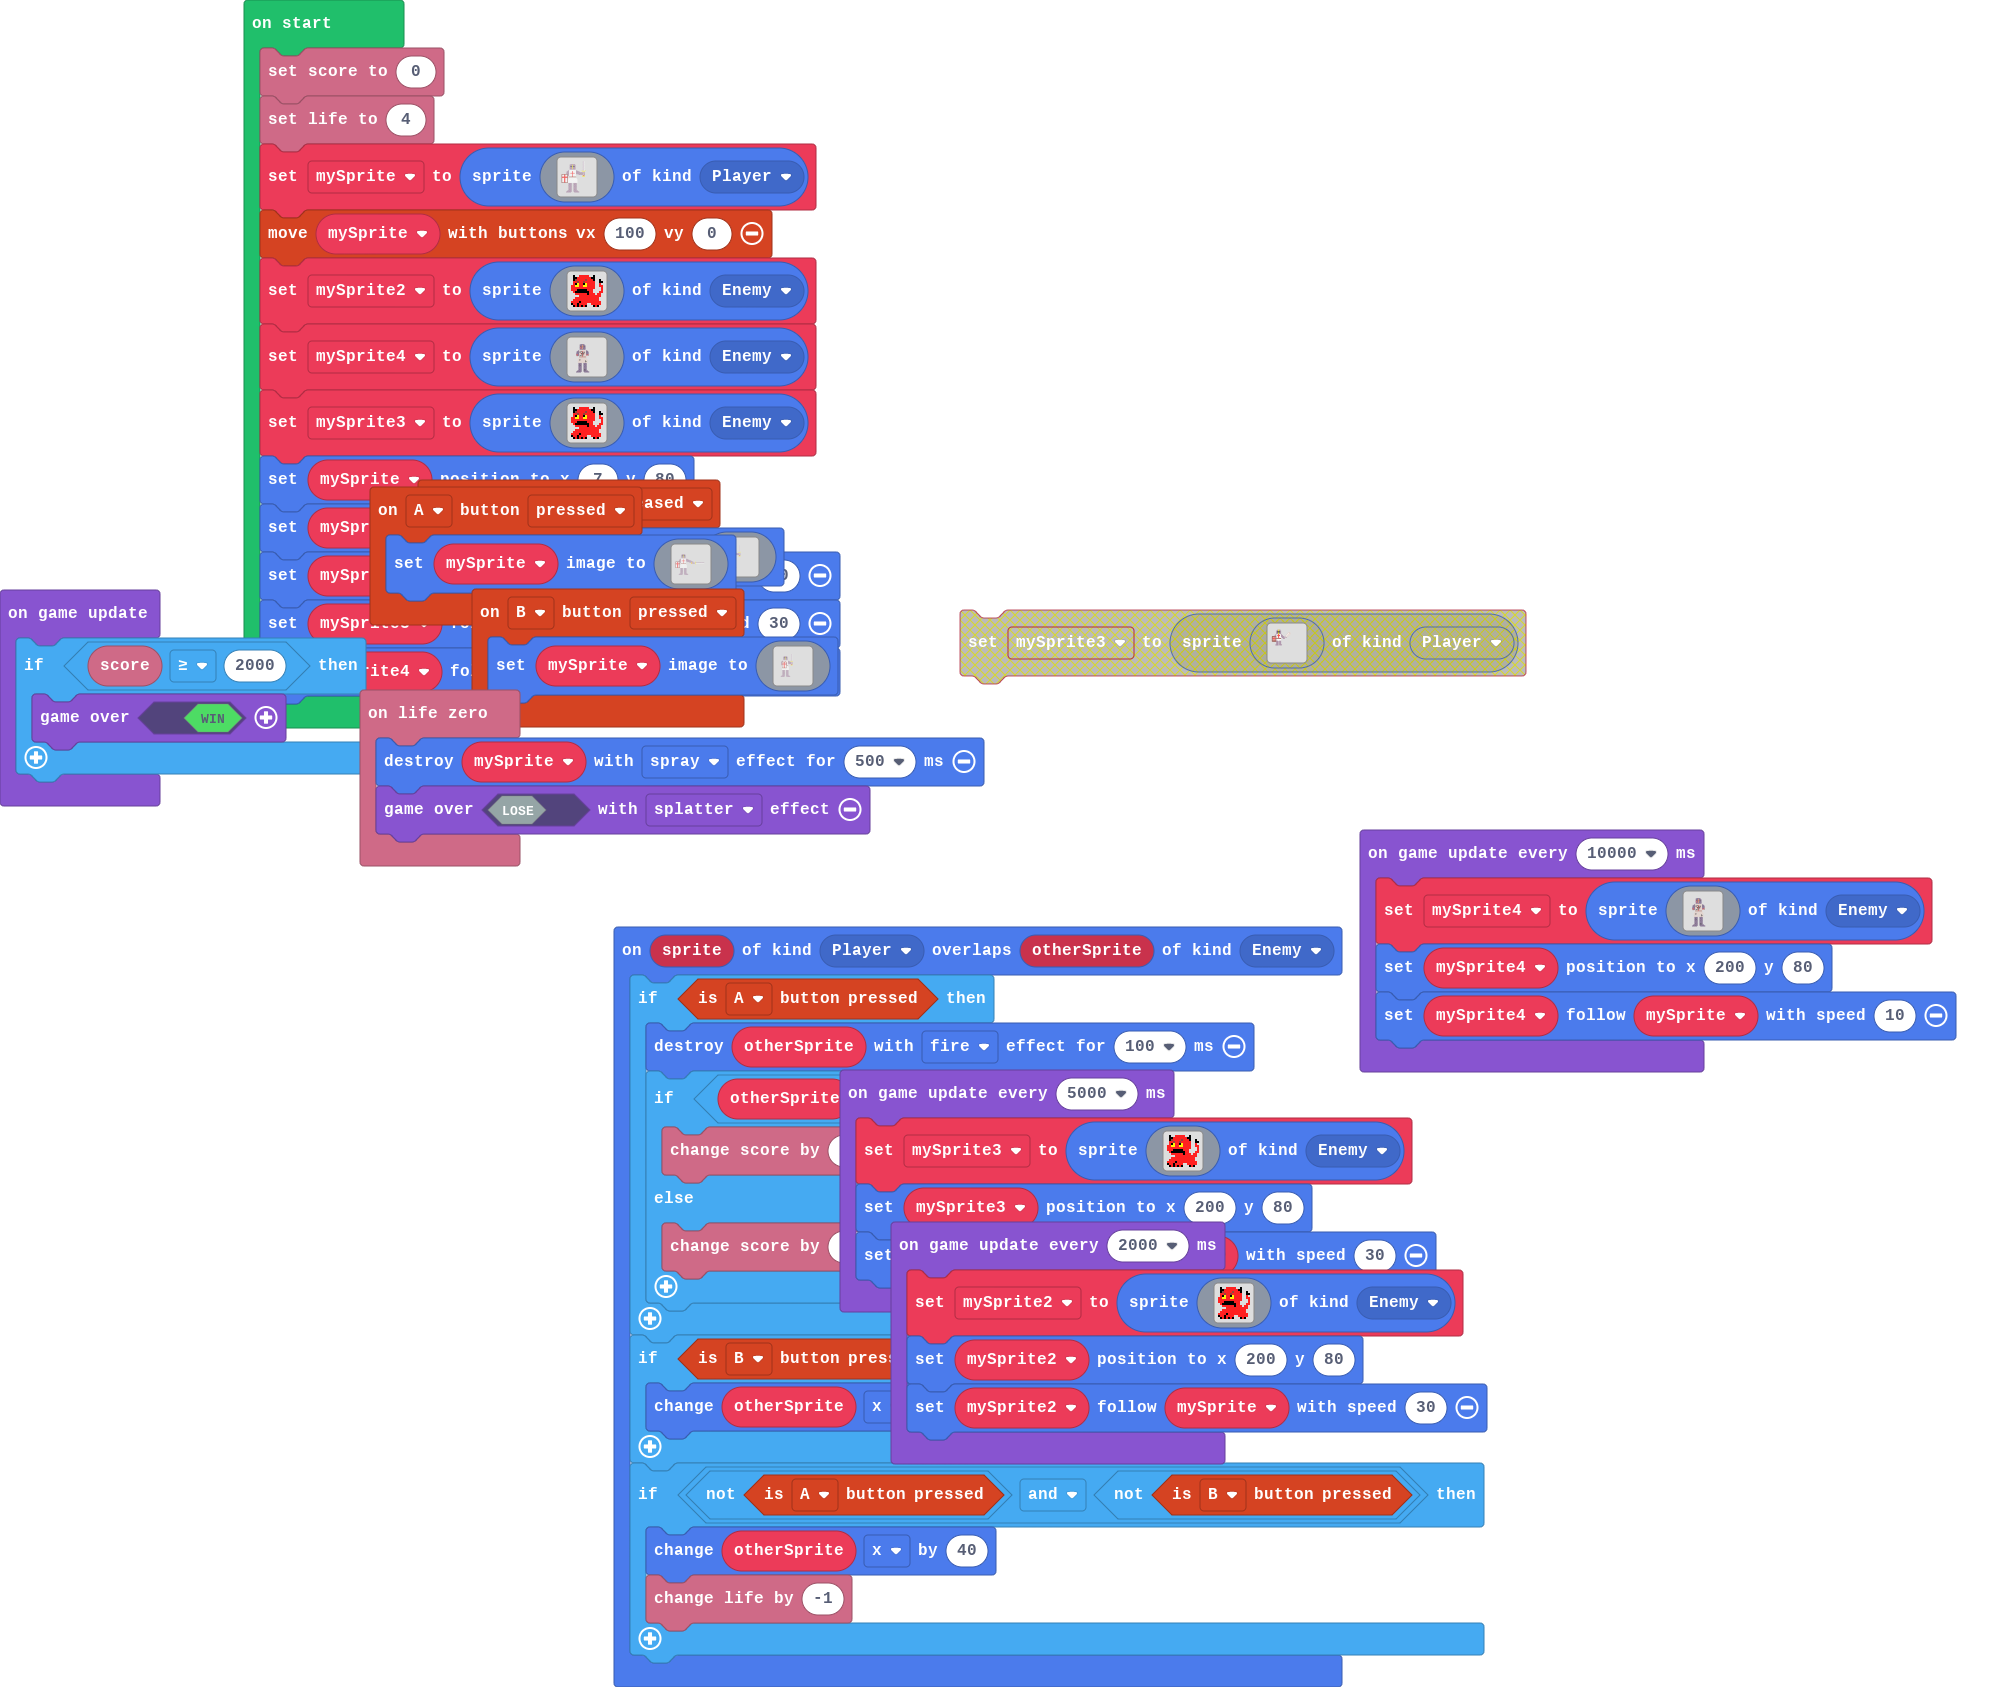 on start
set score to 0
set life to 4
set mySprite to sprite of kind Player
move mySprite with buttons vx 100 vy 0
set mySprite2 to sprite of kind Enemy
set mySprite4 to sprite of kind Enemy
set mySprite3 to sprite of kind Enemy
set mySprite position to x 7 y 80
set
set
set 30
on A button pressed
set mySprite image to
on B button pressed
set mySprite image to
on game update
if score ≥ 2000 then
game over WIN
on life zero
destroy mySprite with spray effect for 500 ms
game over LOSE with splatter effect
set mySprite3 to sprite of kind Player
on game update every 10000 ms
set mySprite4 to sprite of kind Enemy
set mySprite4 position to x 200 y 80
set mySprite4 follow mySprite with speed 10
on sprite of kind Player overlaps otherSprite of kind Enemy
if is A button pressed then
destroy otherSprite with fire effect for 100 ms
if otherSprite
change score by
else
change score by
if is B button
change otherSprite x
if not is A button pressed and not is B button pressed then
change otherSprite x by 40
change life by -1
on game update every 5000 ms
set mySprite3 to sprite of kind Enemy
set mySprite3 position to x 200 y 80
set with speed 30
on game update every 2000 ms
set mySprite2 to sprite of kind Enemy
set mySprite2 position to x 200 y 80
set mySprite2 follow mySprite with speed 30